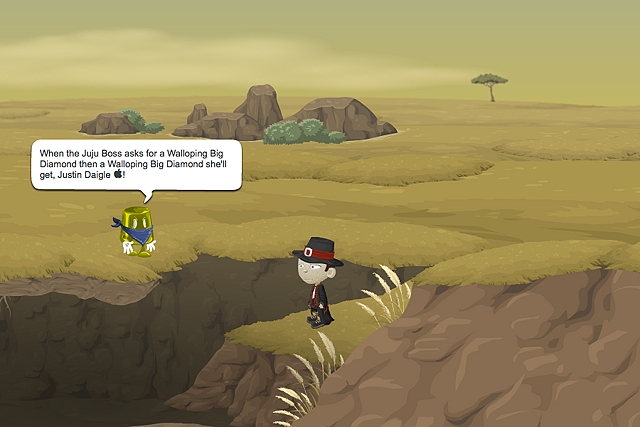 When the Juju Boss asks for a Walloping Big
Diamond then a Walloping Big Diamond she'll
get, Justin Daigle !